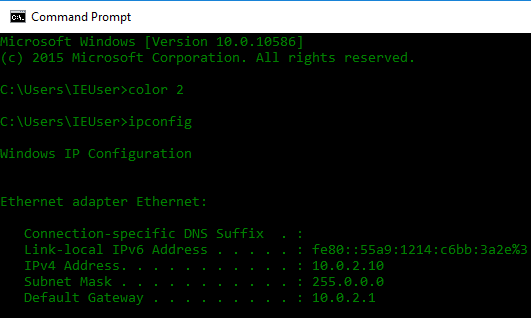 Command Prompt
Microsoft Windows [Version 10.0.10586]
(c) 2015 Microsoft Corporation. All rights reserved.
C:\Users\IEUser>color 2
C:\Users\IEUser>ipconfig
Windows IP Configuration
Ethernet adapter Ethernet:
Connection-specific DNS Suffix  . :
Link-local IPv6 Address . . . . . : fe80::55a9:1214:c6bb:3a2e%3
IPv4 Address. . . . . . . . . . . : 10.0.2.10
Subnet Mask . . . . . . . . . . . : 255.0.0.0
Default Gateway . . . . . . . . . : 10.0.2.1